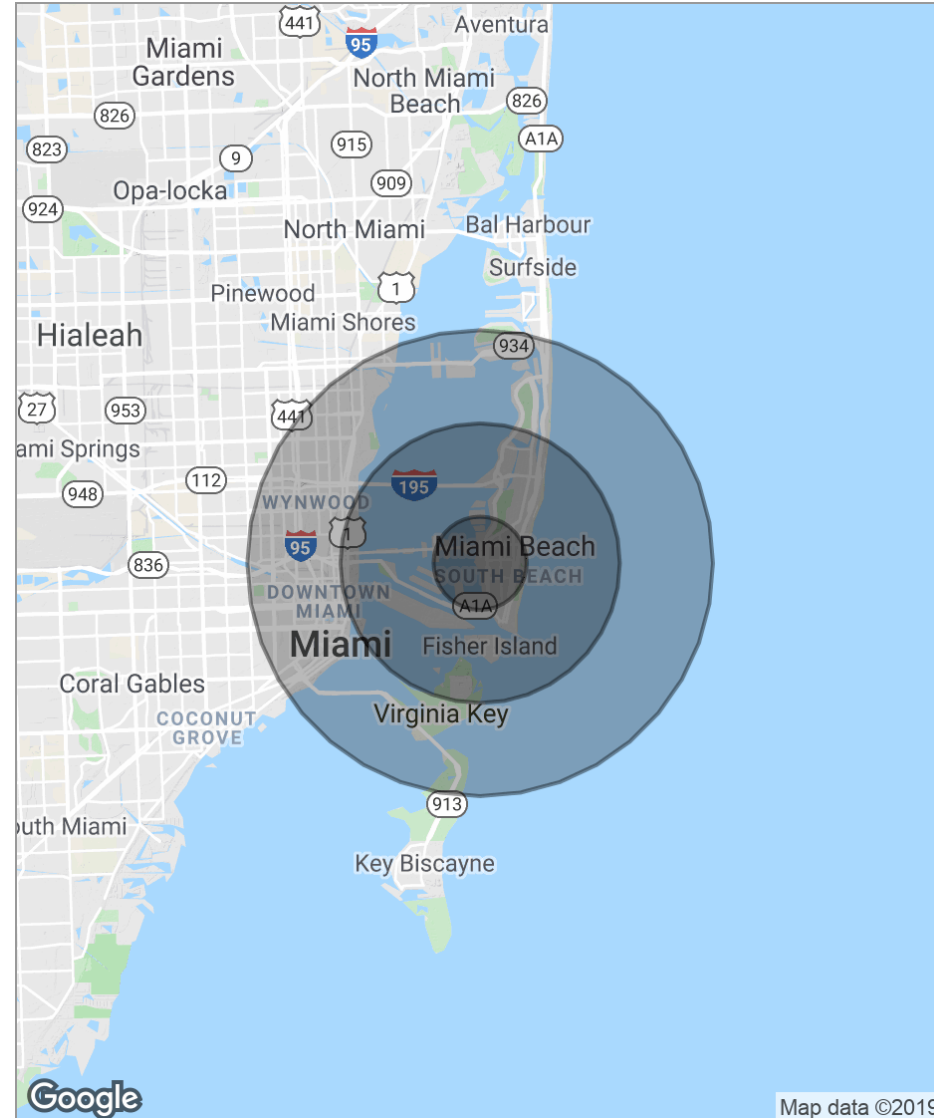 441
Aventura
95
Miami
Gardens
North Miami
Beach
826
826
A1A
823
915
9
909
Opa-locka
924
North Miami
Bal Harbour
Surfside
Pinewood
1
Miami Shores
Hialeah
934
27
953
441
ami Springs
112
195
948
WYNWOOD
1
95
Miami Beach
836
SOUTH BEACH
DOWNTOWN
MIAMI
A1A
Miami
Fisher Island
Coral Gables
Virginia Key
COCONUT
GROVE
913
outh Miami
Key Biscayne
Google
Map data ©2019